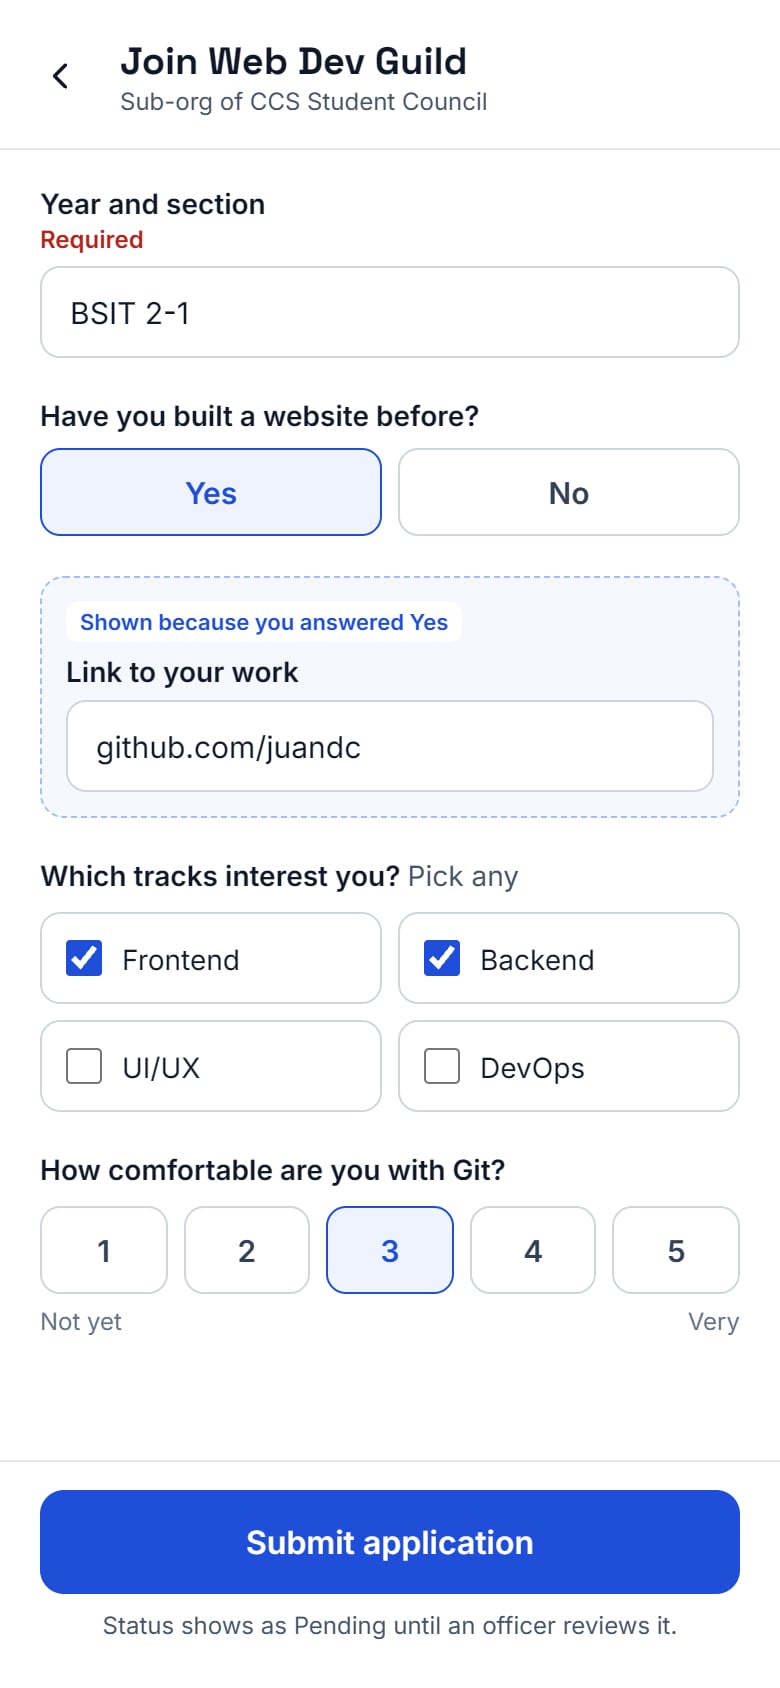 Join Web Dev Guild
Sub-org of CCS Student Council
Year and section
Required
BSIT 2-1
Have you built a website before?
Yes No
Shown because you answered Yes
Link to your work
github.com/juandc
Which tracks interest you? Pick any
Frontend Backend
UI/UX DevOps
How comfortable are you with Git?
1 2 3 4 5
Not yet Very
Submit application
Status shows as Pending until an officer reviews it.